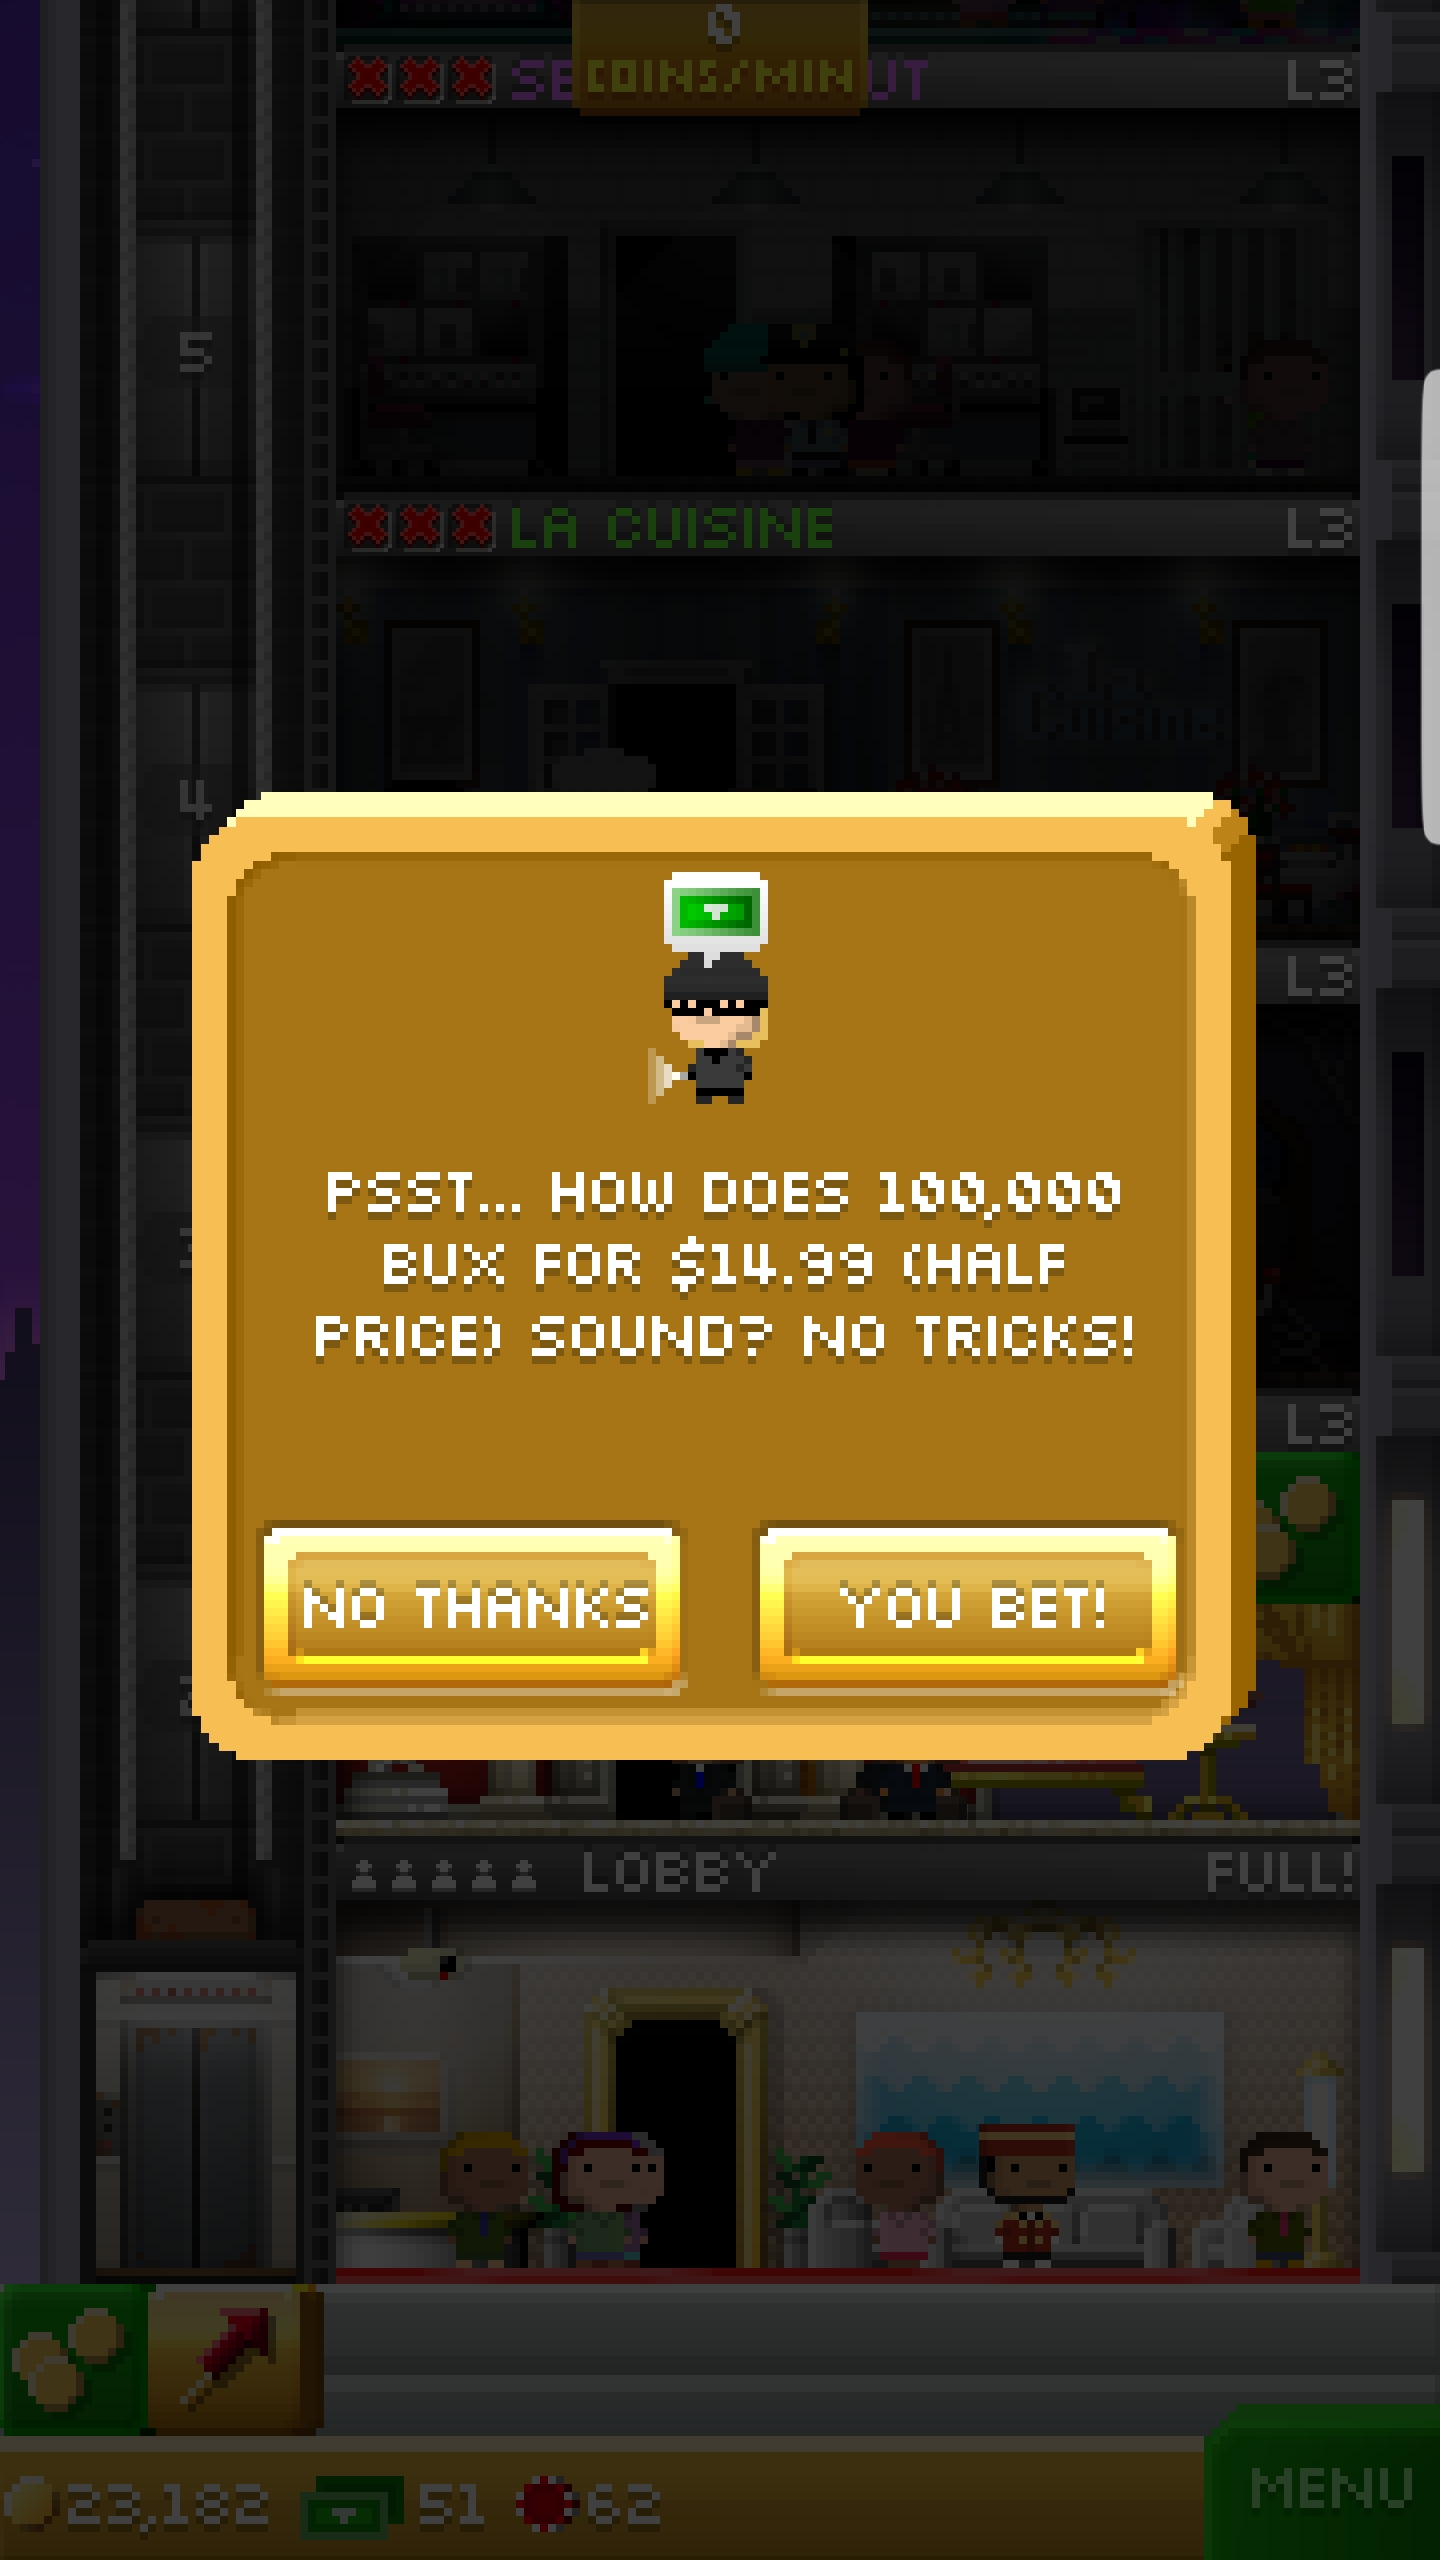 0
COINS/MIN
SE
UT
L3
5
LA CUISINE
L3
4
L3
PSST... HOW DOES 100,000
BUX FOR $14.99 (HALF
PRICE) SOUND? NO TRICKS!
L3
NO THANKS
YOU BET!
LOBBY
FULL!
23,182
51
62
MENU